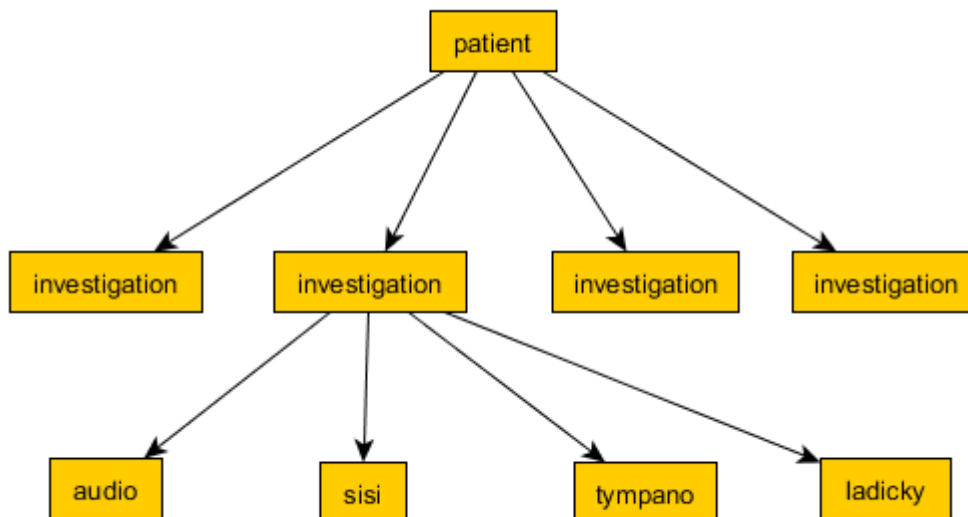 patient
investigation
investigation
investigation
investigation
audio
sisi
tympano
ladicky